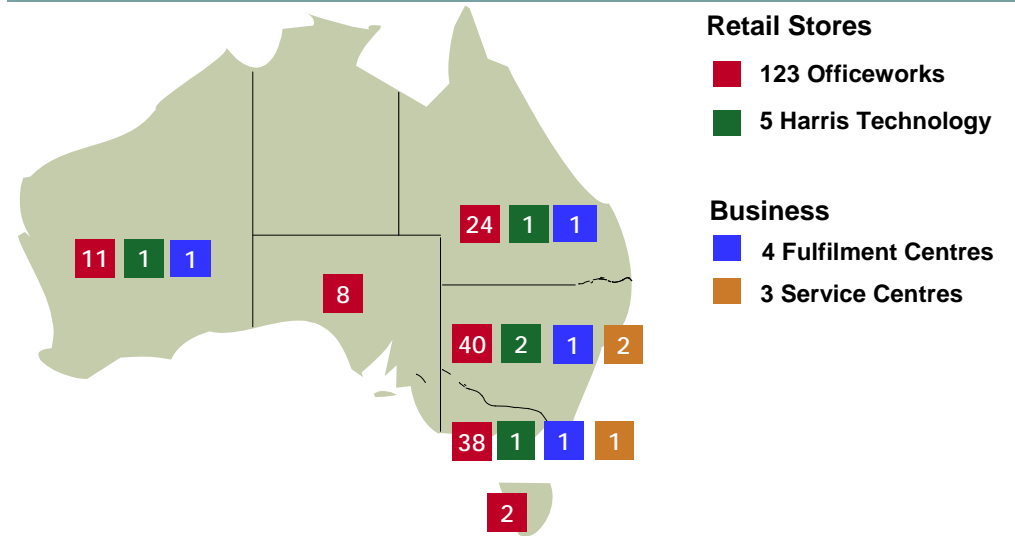 Retail Stores
123 Officeworks
5 Harris Technology
Business
4 Fulfilment Centres
3 Service Centres
24 1 1
11 1 1
8
40 2 1 2
38 1 1 1
2